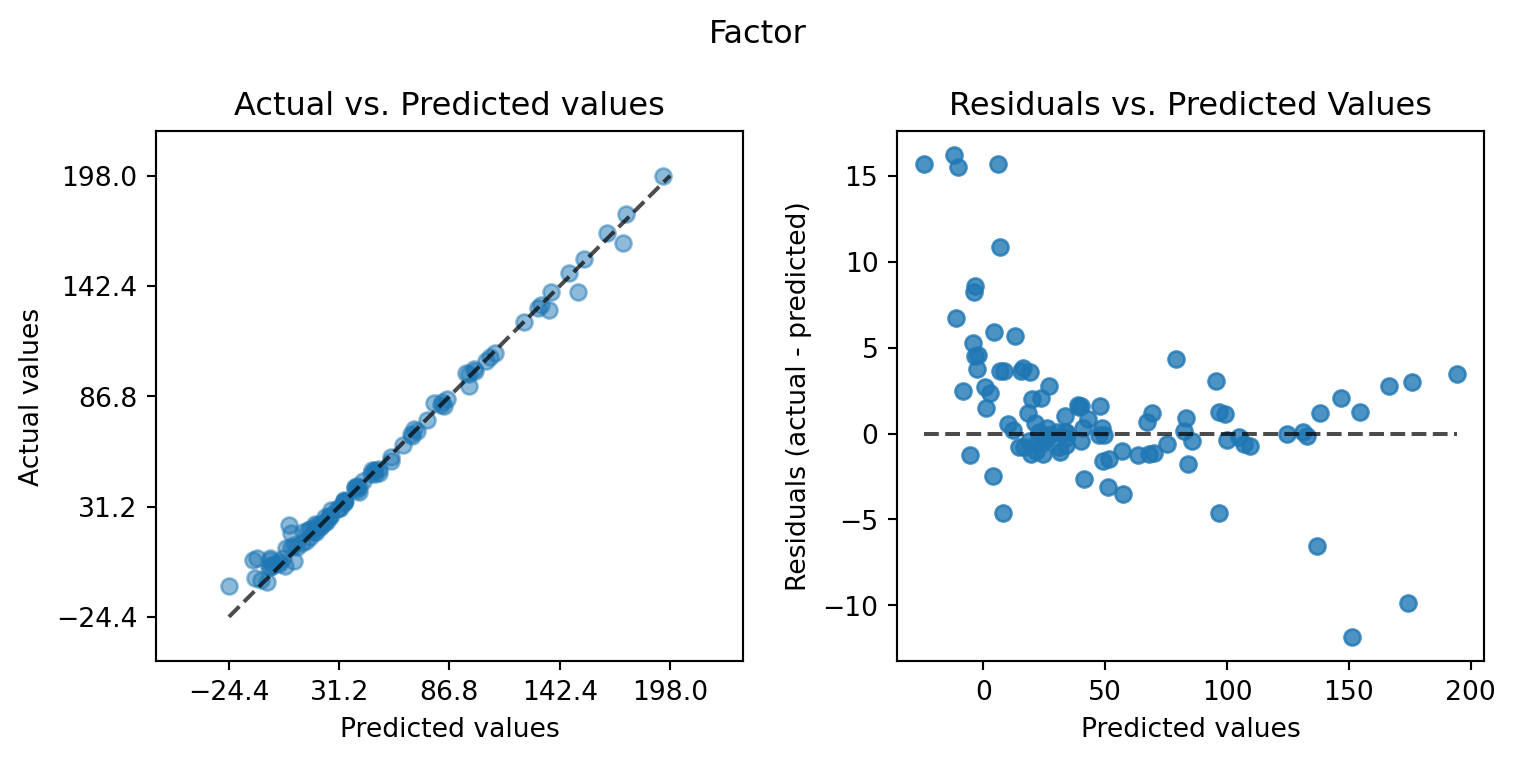 Factor
Actual vs. Predicted values
Actual values
198.0
142.4
86.8
31.2
−24.4
−24.4 31.2 86.8 142.4 198.0
Predicted values
Residuals vs. Predicted Values
Residuals (actual - predicted)
15
10
5
0
−5
−10
0 50 100 150 200
Predicted values